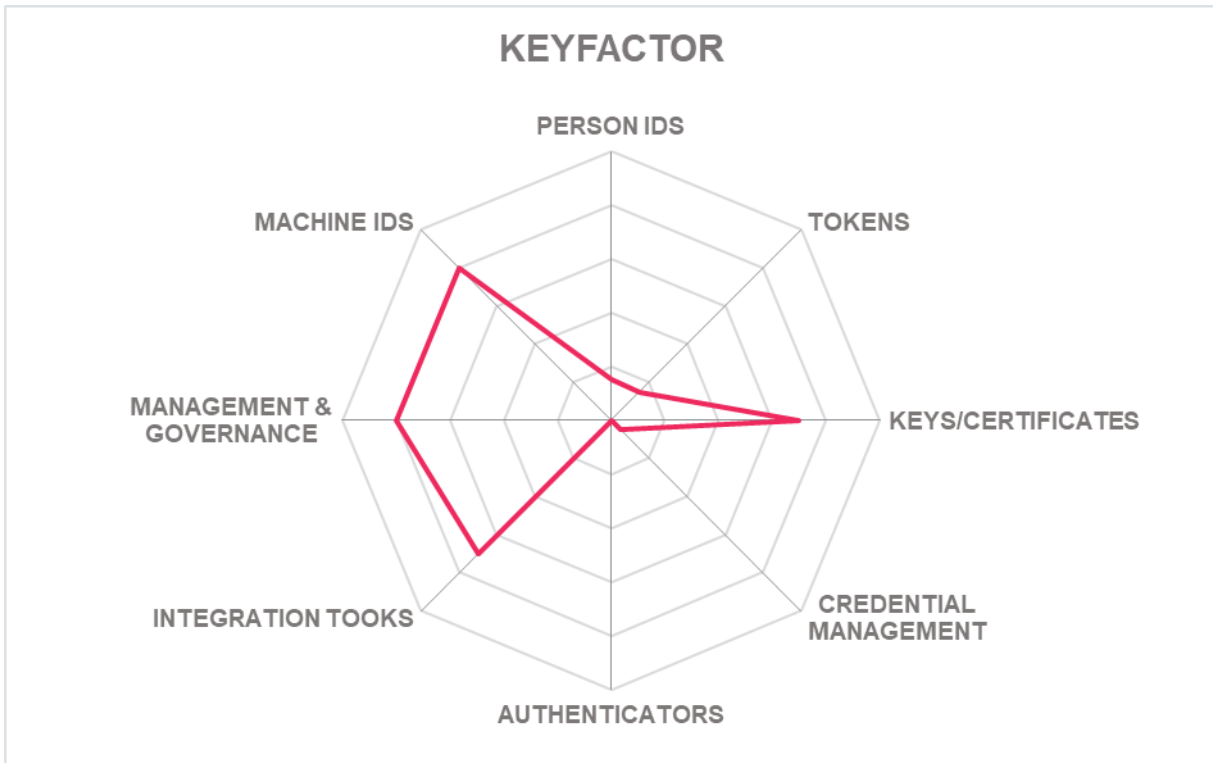 KEYFACTOR
PERSON IDS
MACHINE IDS
TOKENS
MANAGEMENT &
GOVERNANCE
KEYS/CERTIFICATES
INTEGRATION TOOKS
CREDENTIAL
MANAGEMENT
AUTHENTICATORS